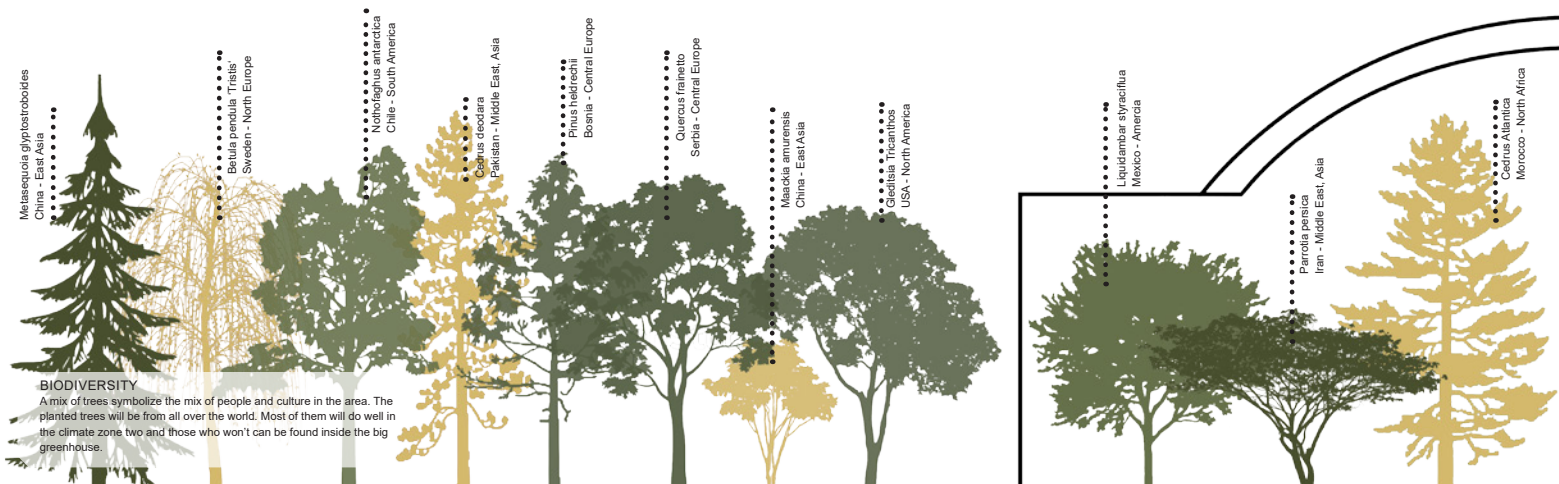 Metasequoia glyptostroboides
China - East Asia
Betula pendula 'Tristis'
Sweden - North Europe
Nothofaghus antarctica
Chile - South America
Cedrus deodara
Pakistan - Middle East, Asia
Pinus heldrechii
Bosnia - Central Europe
Quercus frainetto
Serbia - Central Europe
Maackia amurensis
China - East Asia
Gleditsia Tricanthos
USA - North America
Liquidambar styraciflua
Mexico - Amercia
Parrotia persica
Iran - Middle East, Asia
Cedrus Atlantica
Morocco - North Africa
BIODIVERSITY
A mix of trees symbolize the mix of people and culture in the area. The
planted trees will be from all over the world. Most of them will do well in
the climate zone two and those who won't can be found inside the big
greenhouse.